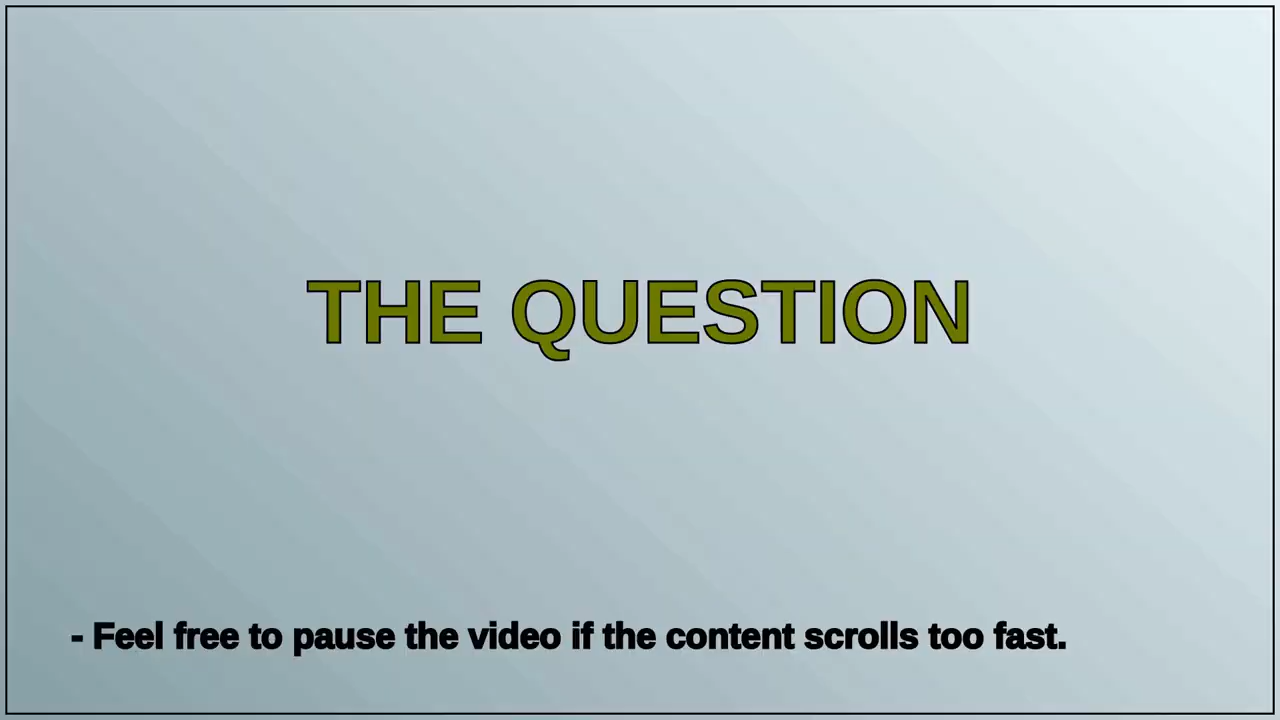 THE QUESTION
- Feel free to pause the video if the content scrolls too fast.